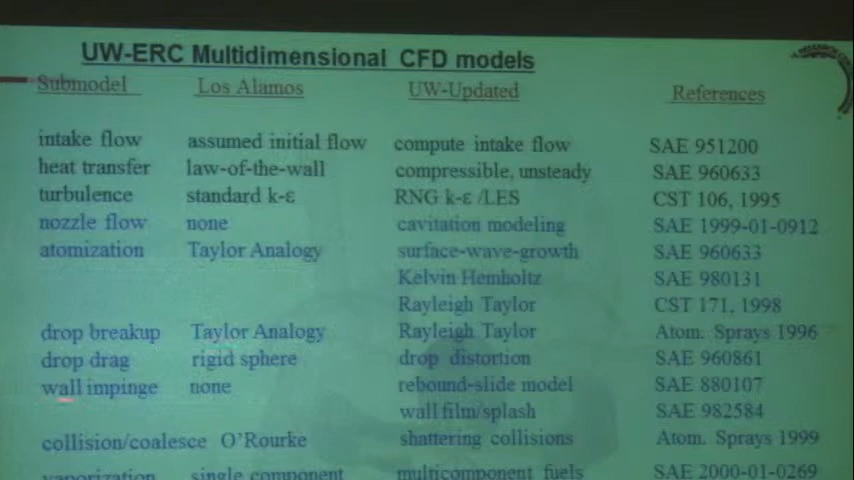 UW-ERC Multidimensional CFD models
Submodel Los Alamos UW-Updated References
intake flow assumed initial flow compute intake flow SAE 951200
heat transfer law-of-the-wall compressible, unsteady SAE 960633
turbulence standard k-ε RNG k-ε /LES CST 106, 1995
nozzle flow none cavitation modeling SAE 1999-01-0912
atomization Taylor Analogy surface-wave-growth SAE 960633
Kelvin Hemholtz SAE 980131
Rayleigh Taylor CST 171, 1998
drop breakup Taylor Analogy Rayleigh Taylor Atom. Sprays 1996
drop drag rigid sphere drop distortion SAE 960861
wall impinge none rebound-slide model SAE 880107
wall film/splash SAE 982584
collision/coalesce O'Rourke shattering collisions Atom. Sprays 1999
vaporization single component multicomponent fuels SAE 2000-01-0269